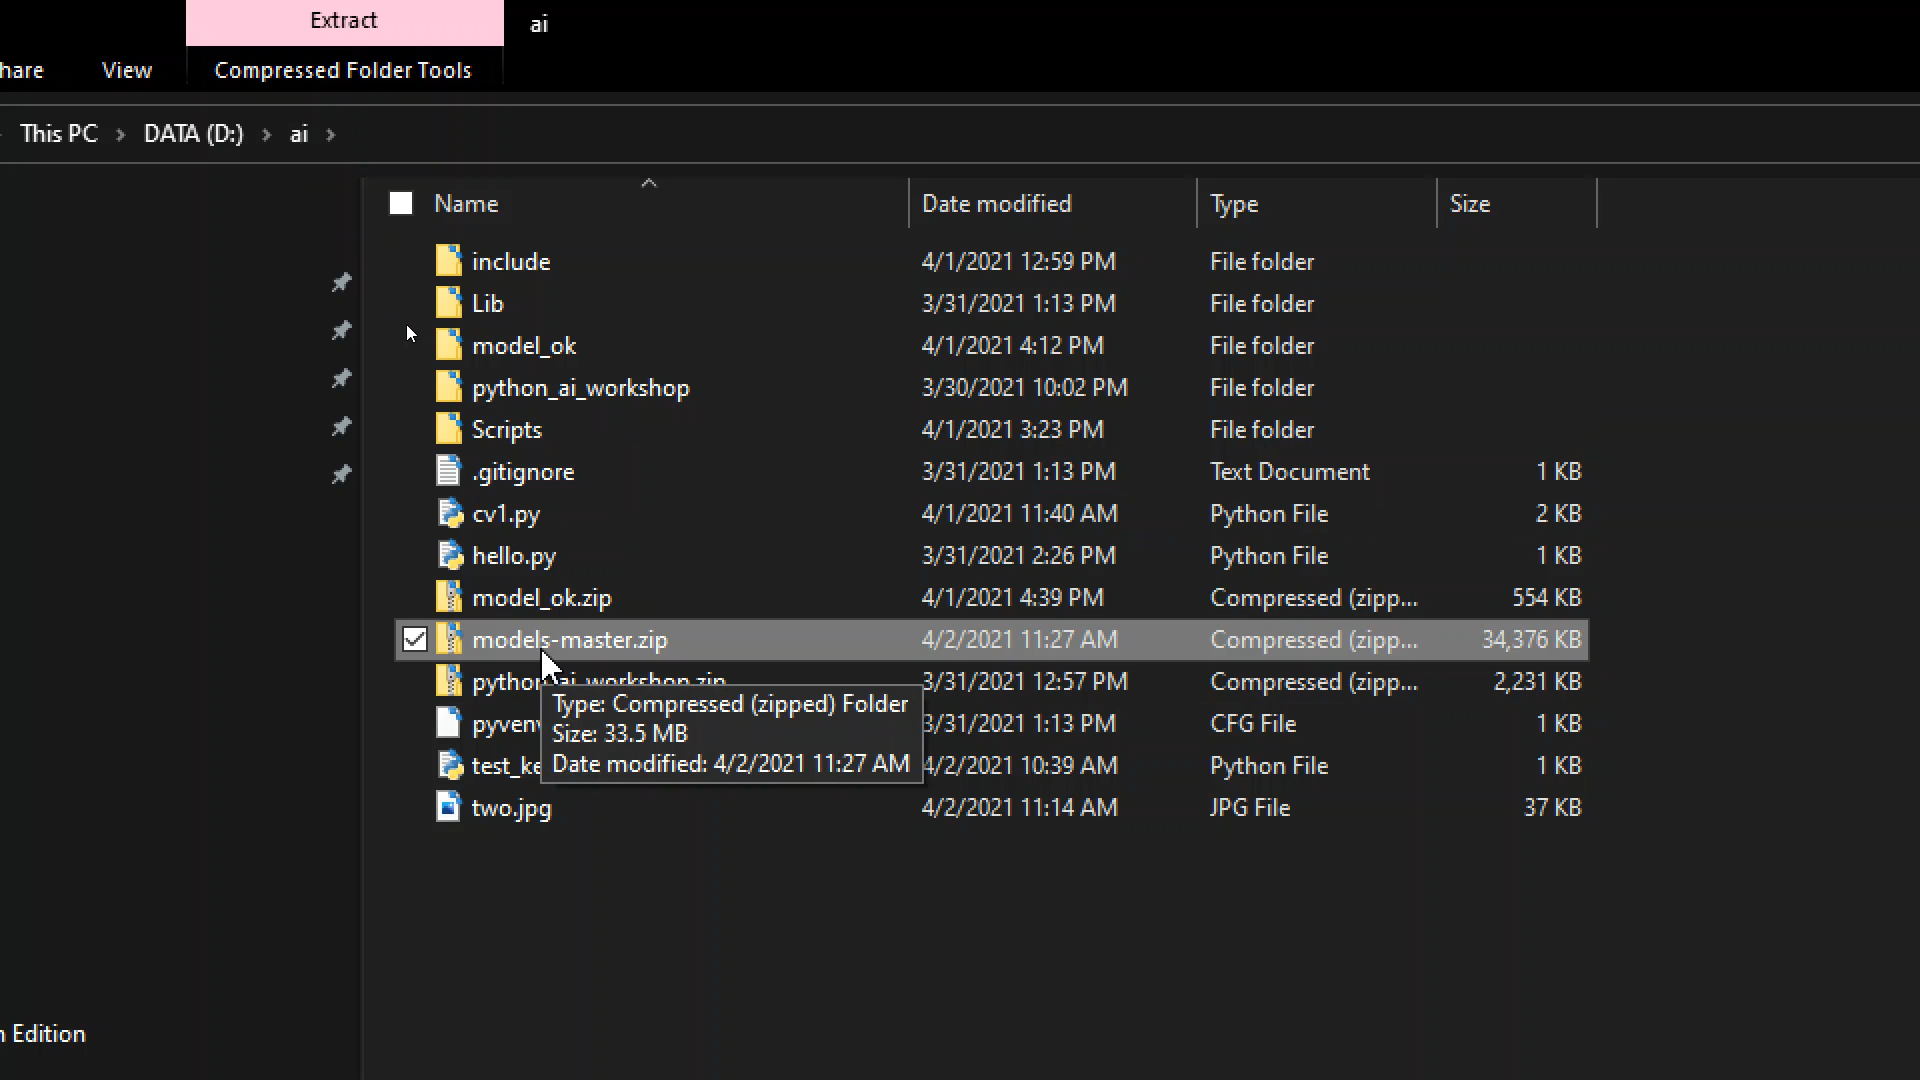 Extract
ai
hare
View
Compressed Folder Tools
This PC
DATA (D:)
ai
Name
Date modified
Type
Size
include 4/1/2021 12:59 PM File folder
Lib 3/31/2021 1:13 PM File folder
model_ok 4/1/2021 4:12 PM File folder
python_ai_workshop 3/30/2021 10:02 PM File folder
Scripts 4/1/2021 3:23 PM File folder
.gitignore 3/31/2021 1:13 PM Text Document 1 KB
cv1.py 4/1/2021 11:40 AM Python File 2 KB
hello.py 3/31/2021 2:26 PM Python File 1 KB
model_ok.zip 4/1/2021 4:39 PM Compressed (zipp... 554 KB
models-master.zip 4/2/2021 11:27 AM Compressed (zipp... 34,376 KB
python_ai_workshop.zip 3/31/2021 12:57 PM Compressed (zipp... 2,231 KB
pyven 3/31/2021 1:13 PM CFG File 1 KB
test_ke 4/2/2021 10:39 AM Python File 1 KB
two.jpg 4/2/2021 11:14 AM JPG File 37 KB
Type: Compressed (zipped) Folder
Size: 33.5 MB
Date modified: 4/2/2021 11:27 AM
n Edition